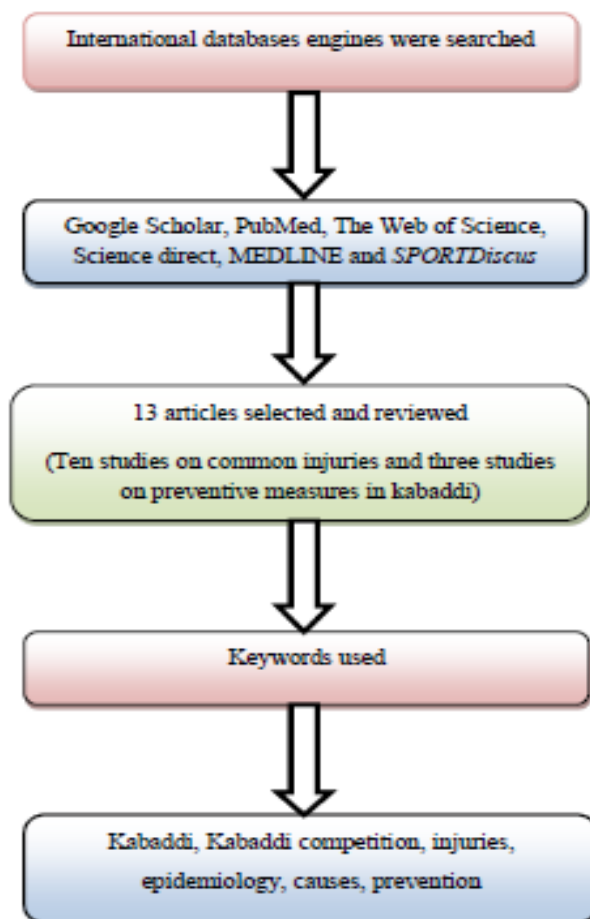 International databases engines were searched
Google Scholar, PubMed, The Web of Science,
Science direct, MEDLINE and SPORTDiscus
13 articles selected and reviewed
(Ten studies on common injuries and three studies
on preventive measures in kabaddi)
Keywords used
Kabaddi, Kabaddi competition, injuries,
epidemiology, causes, prevention